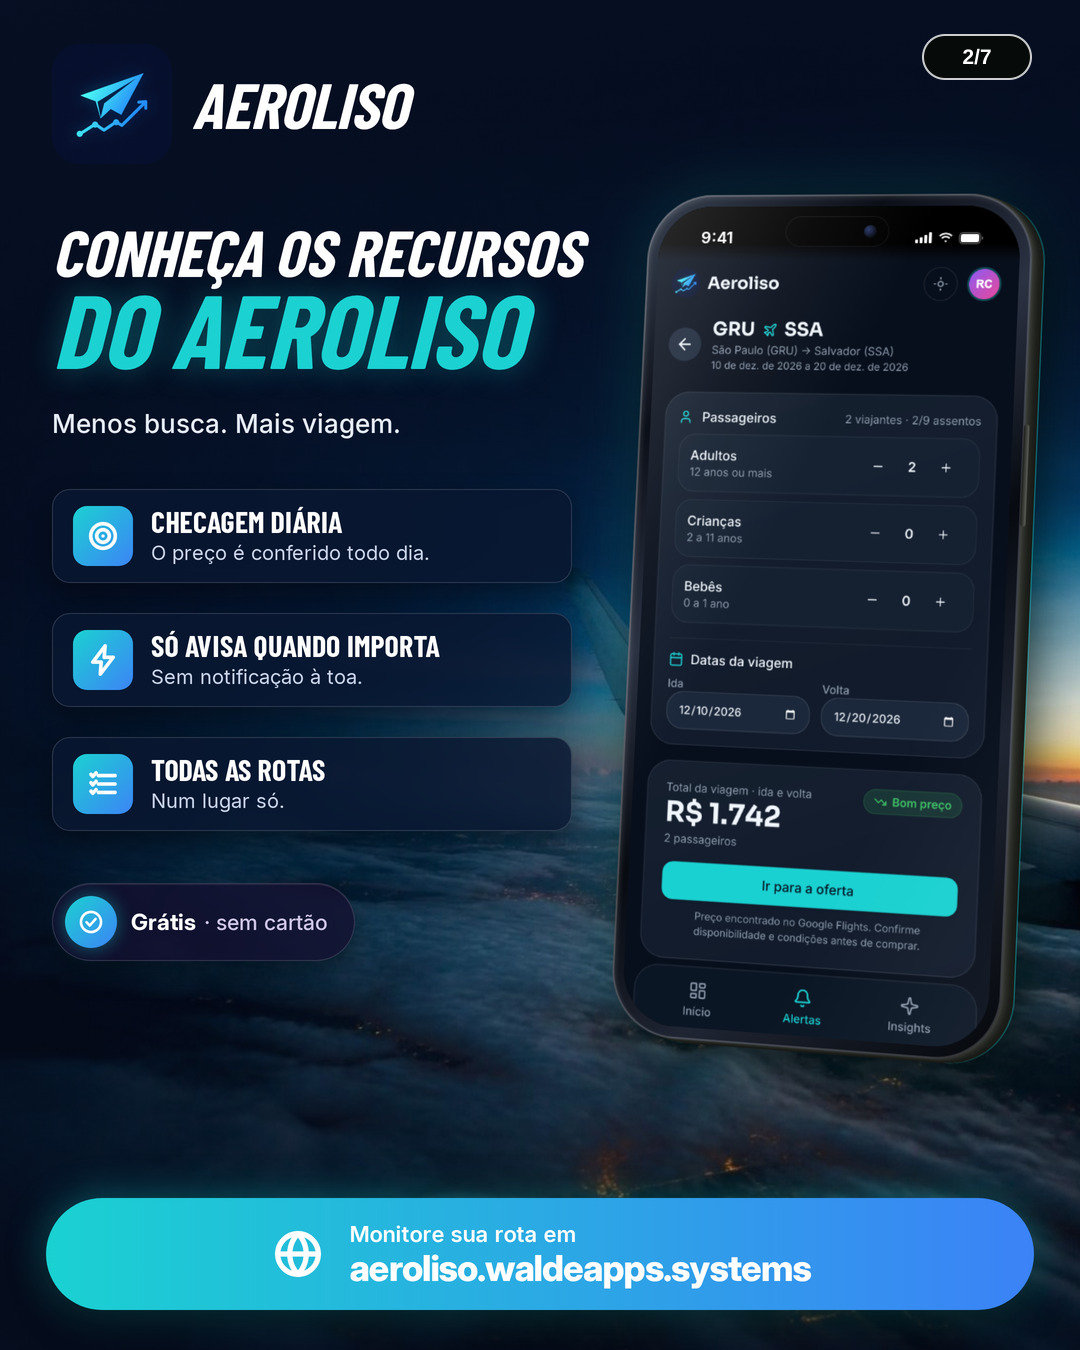 AEROLISO
2/7
CONHEÇA OS RECURSOS
DO AEROLISO
Menos busca. Mais viagem.
CHECAGEM DIÁRIA
O preço é conferido todo dia.
SÓ AVISA QUANDO IMPORTA
Sem notificação à toa.
TODAS AS ROTAS
Num lugar só.
Grátis · sem cartão
9:41
Aeroliso
RC
GRU SSA
São Paulo (GRU) → Salvador (SSA)
10 de dez. de 2026 a 20 de dez. de 2026
Passageiros 2 viajantes · 2/9 assentos
Adultos
12 anos ou mais
− 2 +
Crianças
2 a 11 anos
− 0 +
Bebês
0 a 1 ano
− 0 +
Datas da viagem
Ida Volta
12/10/2026 12/20/2026
Total da viagem · ida e volta
R$ 1.742
Bom preço
2 passageiros
Ir para a oferta
Preço encontrado no Google Flights. Confirme
disponibilidade e condições antes de comprar.
Início Alertas Insights
Monitore sua rota em
aeroliso.waldeapps.systems